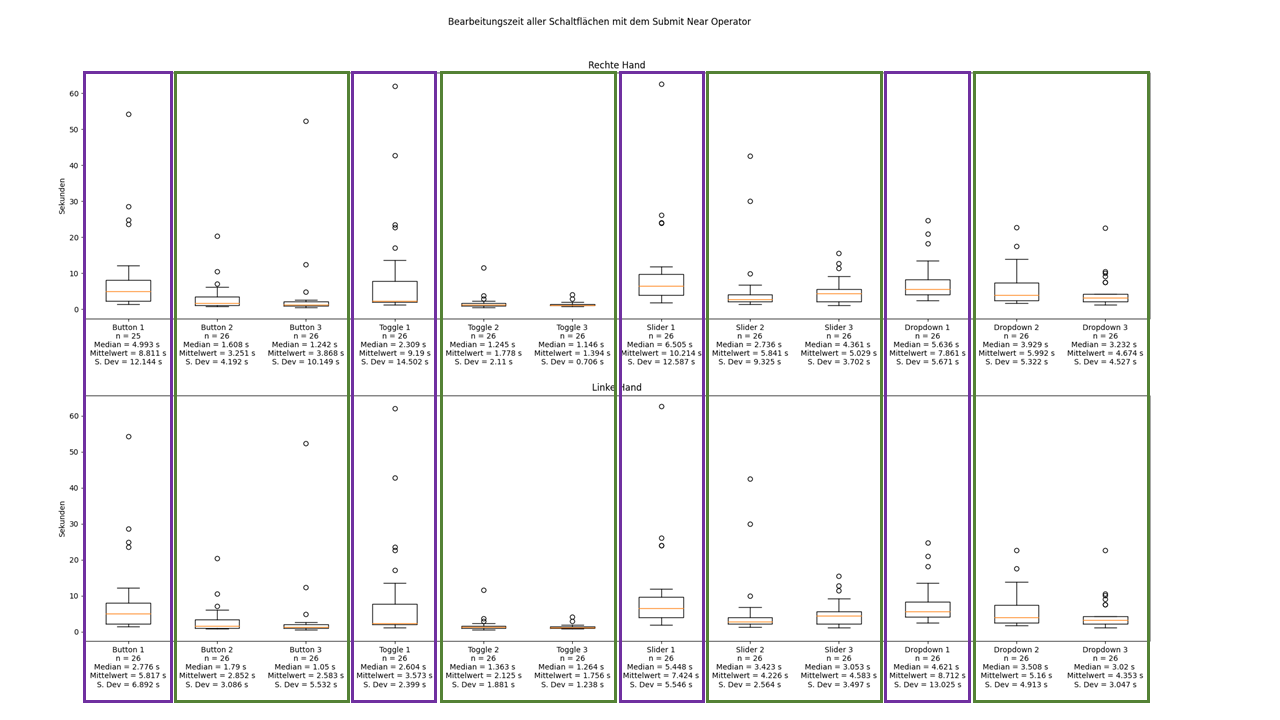 Bearbeitungszeit aller Schaltflächen mit dem Submit Near Operator
Rechte Hand
Sekunden
60
50
40
30
20
10
0
Button 1
n = 25
Median = 4.993 s
Mittelwert = 8.811 s
S. Dev = 12.144 s
Button 2
n = 26
Median = 1.608 s
Mittelwert = 3.251 s
S. Dev = 4.192 s
Button 3
n = 26
Median = 1.242 s
Mittelwert = 3.868 s
S. Dev = 10.149 s
Toggle 1
n = 26
Median = 2.309 s
Mittelwert = 9.19 s
S. Dev = 14.502 s
Toggle 2
n = 26
Median = 1.245 s
Mittelwert = 1.778 s
S. Dev = 2.11 s
Toggle 3
n = 26
Median = 1.146 s
Mittelwert = 1.394 s
S. Dev = 0.706 s
Slider 1
n = 26
Median = 6.505 s
Mittelwert = 10.214 s
S. Dev = 12.587 s
Slider 2
n = 26
Median = 2.736 s
Mittelwert = 5.841 s
S. Dev = 9.325 s
Slider 3
n = 26
Median = 4.361 s
Mittelwert = 5.029 s
S. Dev = 3.702 s
Dropdown 1
n = 26
Median = 5.636 s
Mittelwert = 7.861 s
S. Dev = 5.671 s
Dropdown 2
n = 26
Median = 3.929 s
Mittelwert = 5.992 s
S. Dev = 5.322 s
Dropdown 3
n = 26
Median = 3.232 s
Mittelwert = 4.674 s
S. Dev = 4.527 s
Linke Hand
Sekunden
60
50
40
30
20
10
0
Button 1
n = 26
Median = 2.776 s
Mittelwert = 5.817 s
S. Dev = 6.892 s
Button 2
n = 26
Median = 1.79 s
Mittelwert = 2.852 s
S. Dev = 3.086 s
Button 3
n = 26
Median = 1.05 s
Mittelwert = 2.583 s
S. Dev = 5.532 s
Toggle 1
n = 26
Median = 2.604 s
Mittelwert = 3.573 s
S. Dev = 2.399 s
Toggle 2
n = 26
Median = 1.363 s
Mittelwert = 2.125 s
S. Dev = 1.881 s
Toggle 3
n = 26
Median = 1.264 s
Mittelwert = 1.756 s
S. Dev = 1.238 s
Slider 1
n = 26
Median = 5.448 s
Mittelwert = 7.424 s
S. Dev = 5.546 s
Slider 2
n = 26
Median = 3.423 s
Mittelwert = 4.226 s
S. Dev = 2.564 s
Slider 3
n = 26
Median = 3.053 s
Mittelwert = 4.583 s
S. Dev = 3.497 s
Dropdown 1
n = 26
Median = 4.621 s
Mittelwert = 8.712 s
S. Dev = 13.025 s
Dropdown 2
n = 26
Median = 3.508 s
Mittelwert = 5.16 s
S. Dev = 4.913 s
Dropdown 3
n = 26
Median = 3.02 s
Mittelwert = 4.353 s
S. Dev = 3.047 s